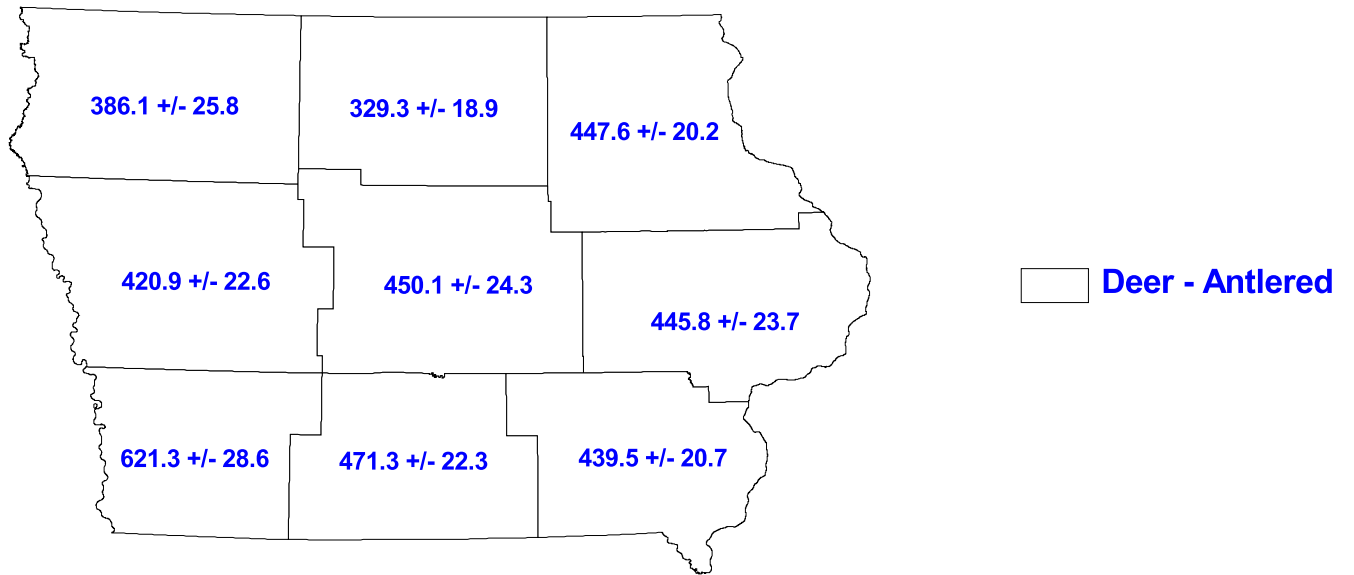 386.1 +/- 25.8
329.3 +/- 18.9
447.6 +/- 20.2
420.9 +/- 22.6
450.1 +/- 24.3
445.8 +/- 23.7
621.3 +/- 28.6
471.3 +/- 22.3
439.5 +/- 20.7
Deer - Antlered